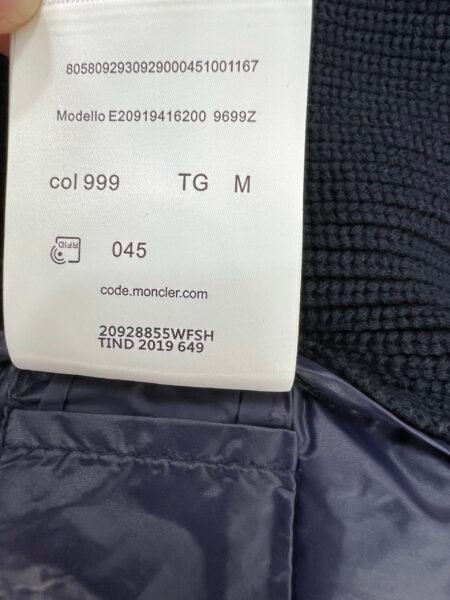 8058092930929000451001167
Modello E20919416200 9699Z
col 999 TG M
RFID 045
code.moncler.com
20928855WFSH
TIND 2019 649